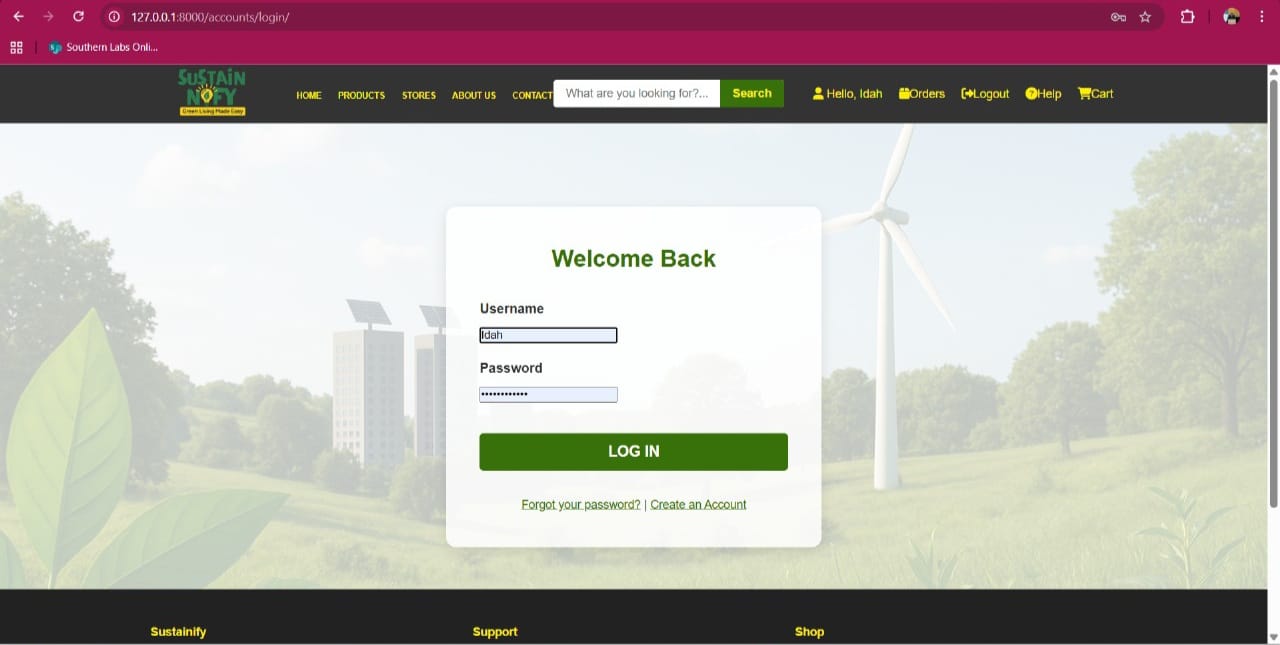 127.0.0.1:8000/accounts/login/
Southern Labs Onli...
SUSTAIN
NOFY
Green Living Made Easy
HOME PRODUCTS STORES ABOUT US CONTACT What are you looking for?... Search Hello, Idah Orders Logout Help Cart
Welcome Back
Username
Idah
Password
••••••••••••
LOG IN
Forgot your password? | Create an Account
Sustainify Support Shop